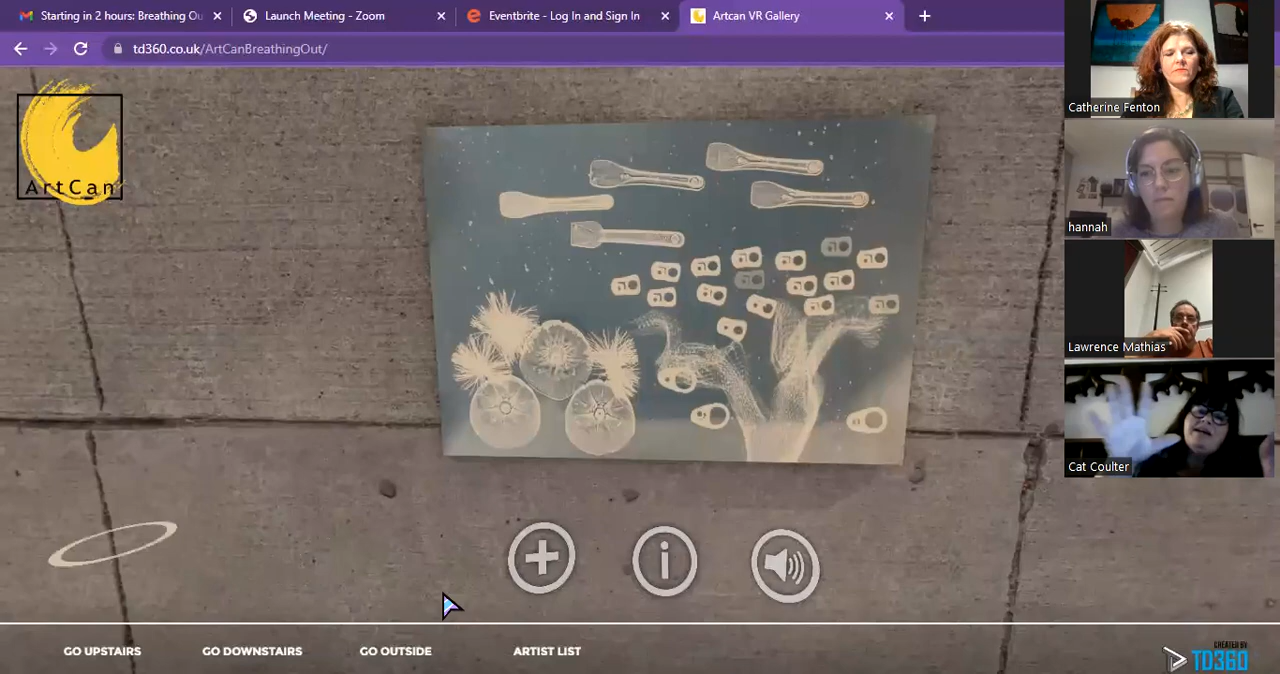 Starting in 2 hours: Breathing Ou
Launch Meeting - Zoom
Eventbrite - Log In and Sign In
Artcan VR Gallery
td360.co.uk/ArtCanBreathingOut/
Catherine Fenton
ArtCan
hannah
Lawrence Mathias
Cat Coulter
GO UPSTAIRS
GO DOWNSTAIRS
GO OUTSIDE
ARTIST LIST
CREATED BY
TD360